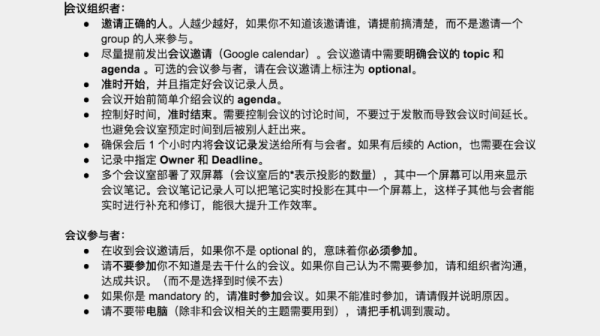 会议组织者：
● 邀请正确的人。人越少越好，如果你不知道该邀请谁，请提前搞清楚，而不是邀请一个
group 的人来参与。
● 尽量提前发出会议邀请（Google calendar）。会议邀请中需要明确会议的 topic 和
agenda 。可选的会议参与者，请在会议邀请上标注为 optional。
● 准时开始，并且指定好会议记录人员。
● 会议开始前简单介绍会议的 agenda。
● 控制好时间，准时结束。需要控制会议的讨论时间，不要过于发散而导致会议时间延长。
也避免会议室预定时间到后被别人赶出来。
● 确保会后 1 个小时内将会议记录发送给所有与会者。如果有后续的 Action，也需要在会议
● 记录中指定 Owner 和 Deadline。
● 多个会议室部署了双屏幕（会议室后的*表示投影的数量），其中一个屏幕可以用来显示
会议笔记。会议笔记记录人可以把笔记实时投影在其中一个屏幕上，这样子其他与会者能
实时进行补充和修订，能很大提升工作效率。
会议参与者：
● 在收到会议邀请后，如果你不是 optional 的，意味着你必须参加。
● 请不要参加你不知道是去干什么的会议。如果你自己认为不需要参加，请和组织者沟通，
达成共识。（而不是选择到时候不去）
● 如果你是 mandatory 的，请准时参加会议。如果不能准时参加，请请假并说明原因。
● 请不要带电脑（除非和会议相关的主题需要用到），请把手机调到震动。